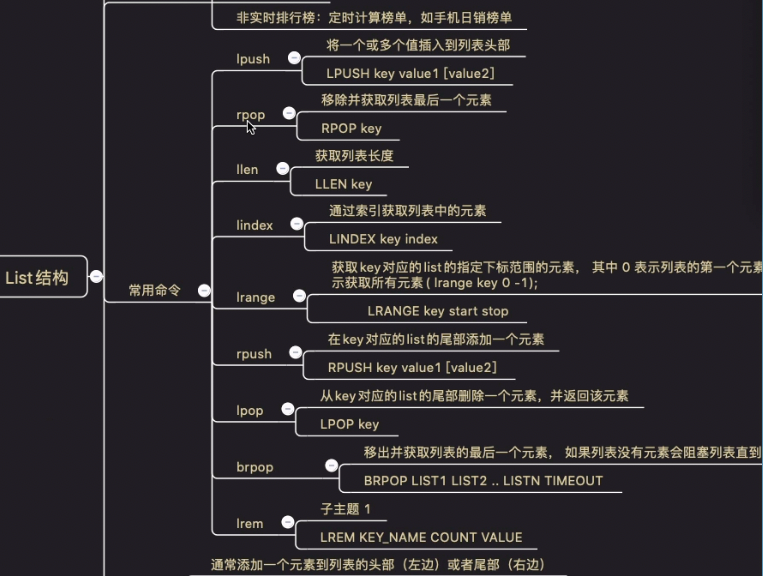 非实时排行榜：定时计算榜单，如手机日销榜单
lpush
将一个或多个值插入到列表头部
LPUSH key value1 [value2]
rpop
移除并获取列表最后一个元素
RPOP key
llen
获取列表长度
LLEN key
lindex
通过索引获取列表中的元素
LINDEX key index
List结构
常用命令
lrange
获取key对应的list的指定下标范围的元素， 其中 0 表示列表的第一个元素
示获取所有元素 ( lrange key 0 -1);
LRANGE key start stop
rpush
在key对应的list的尾部添加一个元素
RPUSH key value1 [value2]
lpop
从key对应的list的尾部删除一个元素，并返回该元素
LPOP key
brpop
移出并获取列表的最后一个元素， 如果列表没有元素会阻塞列表直到
BRPOP LIST1 LIST2 .. LISTN TIMEOUT
lrem
子主题 1
LREM KEY_NAME COUNT VALUE
通常添加一个元素到列表的头部（左边）或者尾部（右边）